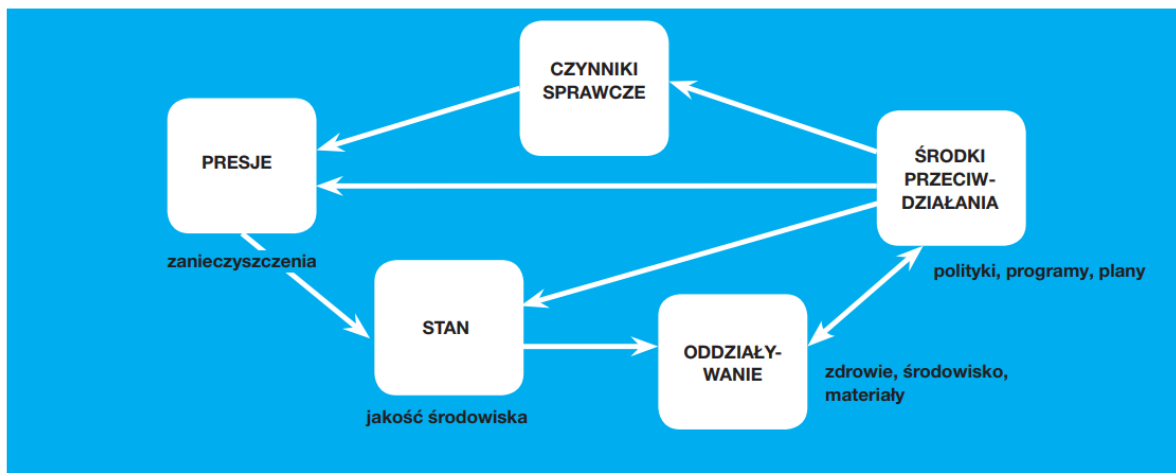 CZYNNIKI
SPRAWCZE
PRESJE
ŚRODKI
PRZECIW-
DZIAŁANIA
zanieczyszczenia
polityki, programy, plany
STAN
ODDZIAŁY-
WANIE
zdrowie, środowisko,
materiały
jakość środowiska